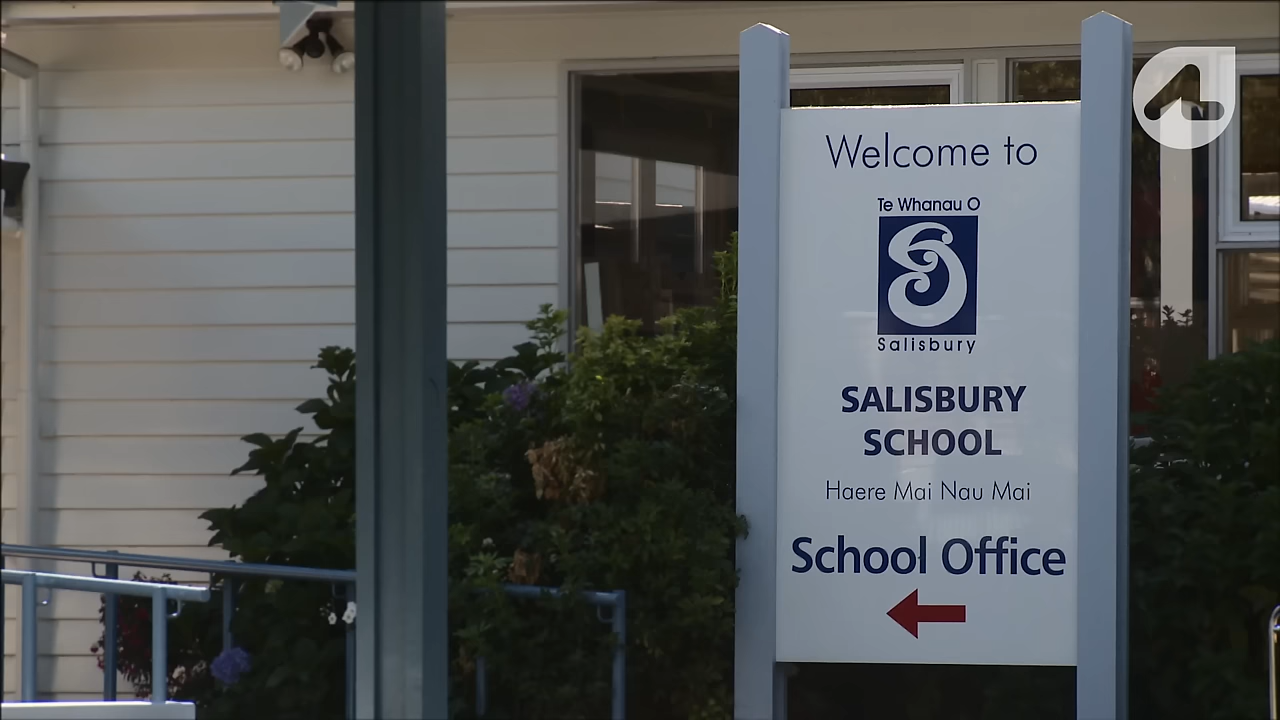 Welcome to
Te Whanau O
Salisbury
SALISBURY
SCHOOL
Haere Mai Nau Mai
School Office